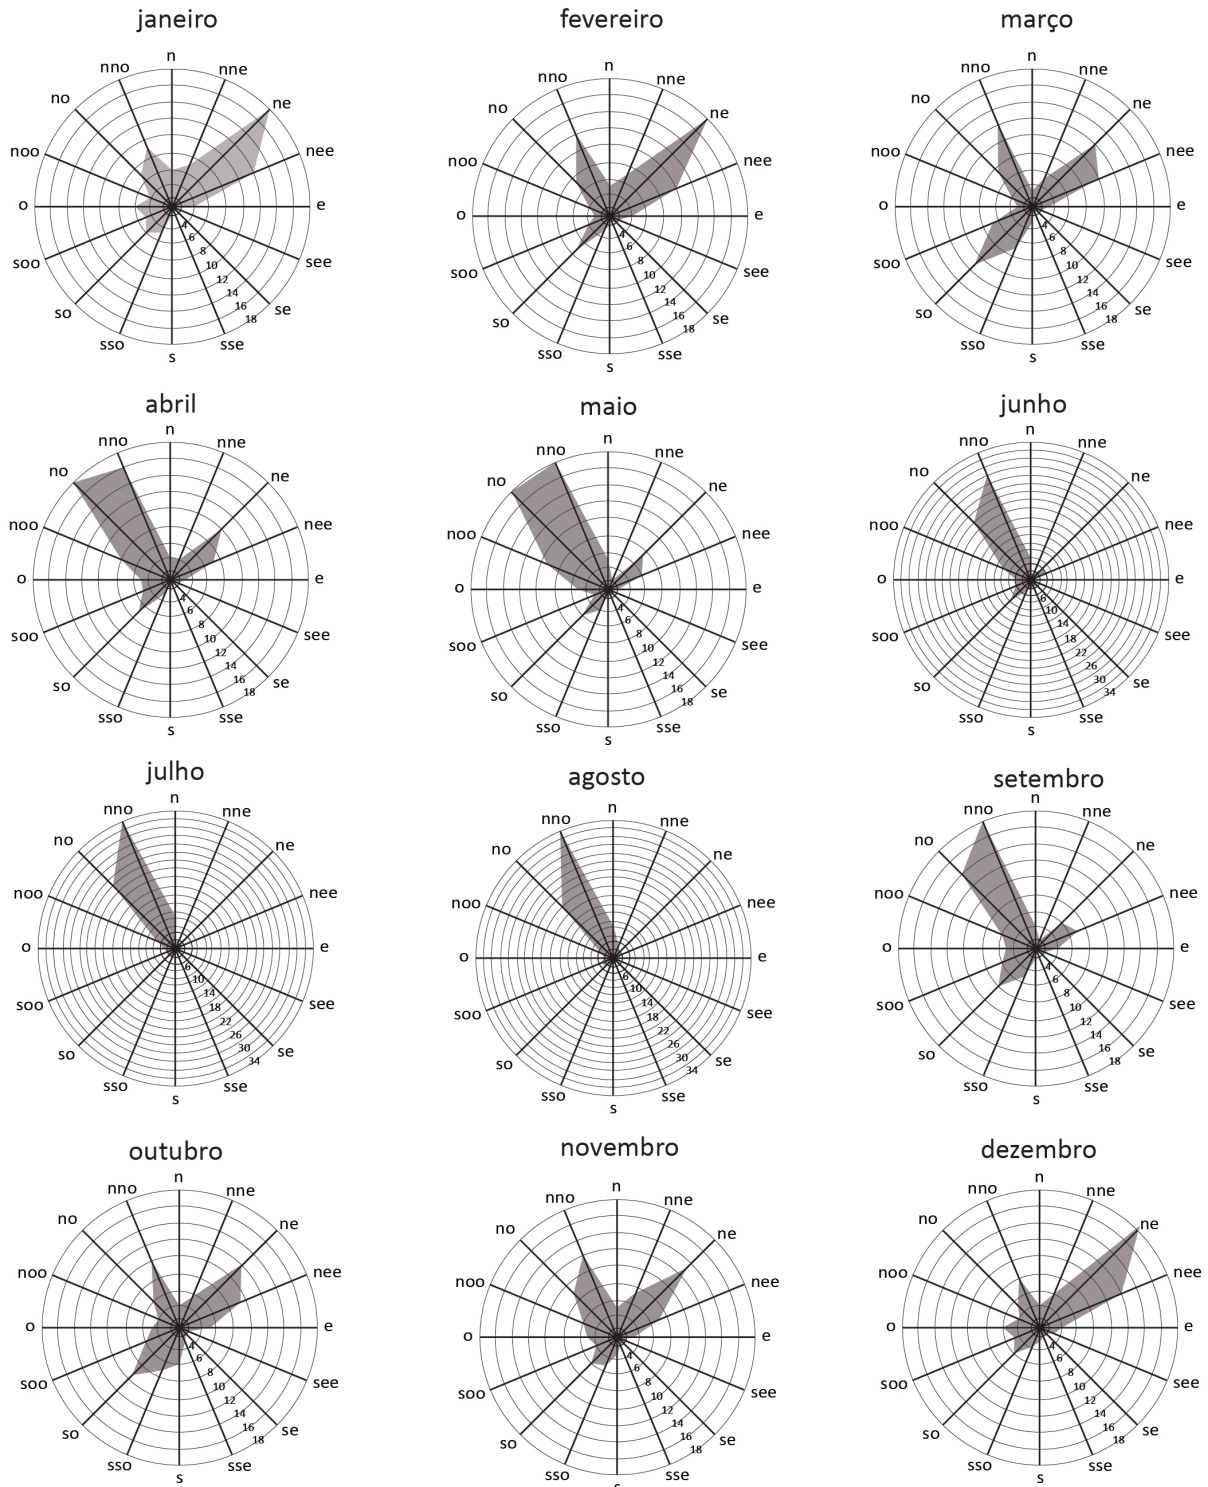 janeiro
n
nno nne
no ne
noo nee
o e
4
6
8
10
12
14
16
18
soo see
so se
sso sse
s
fevereiro
n
nno nne
no ne
noo nee
o e
4
6
8
10
12
14
16
18
soo see
so se
sso sse
s
março
n
nno nne
no ne
noo nee
o e
4
6
8
10
12
14
16
18
soo see
so se
sso sse
s
abril
n
nno nne
no ne
noo nee
o e
4
6
8
10
12
14
16
18
soo see
so se
sso sse
s
maio
n
nno nne
no ne
noo nee
o e
4
6
8
10
12
14
16
18
soo see
so se
sso sse
s
junho
n
nno nne
no ne
noo nee
o e
6
10
14
18
22
26
30
34
soo see
so se
sso sse
s
julho
n
nno nne
no ne
noo nee
o e
6
10
14
18
22
26
30
34
soo see
so se
sso sse
s
agosto
n
nno nne
no ne
noo nee
o e
6
10
14
18
22
26
30
34
soo see
so se
sso sse
s
setembro
n
nno nne
no ne
noo nee
o e
4
6
8
10
12
14
16
18
soo see
so se
sso sse
s
outubro
n
nno nne
no ne
noo nee
o e
4
6
8
10
12
14
16
18
soo see
so se
sso sse
s
novembro
n
nno nne
no ne
noo nee
o e
4
6
8
10
12
14
16
18
soo see
so se
sso sse
s
dezembro
n
nno nne
no ne
noo nee
o e
4
6
8
10
12
14
16
18
soo see
so se
sso sse
s